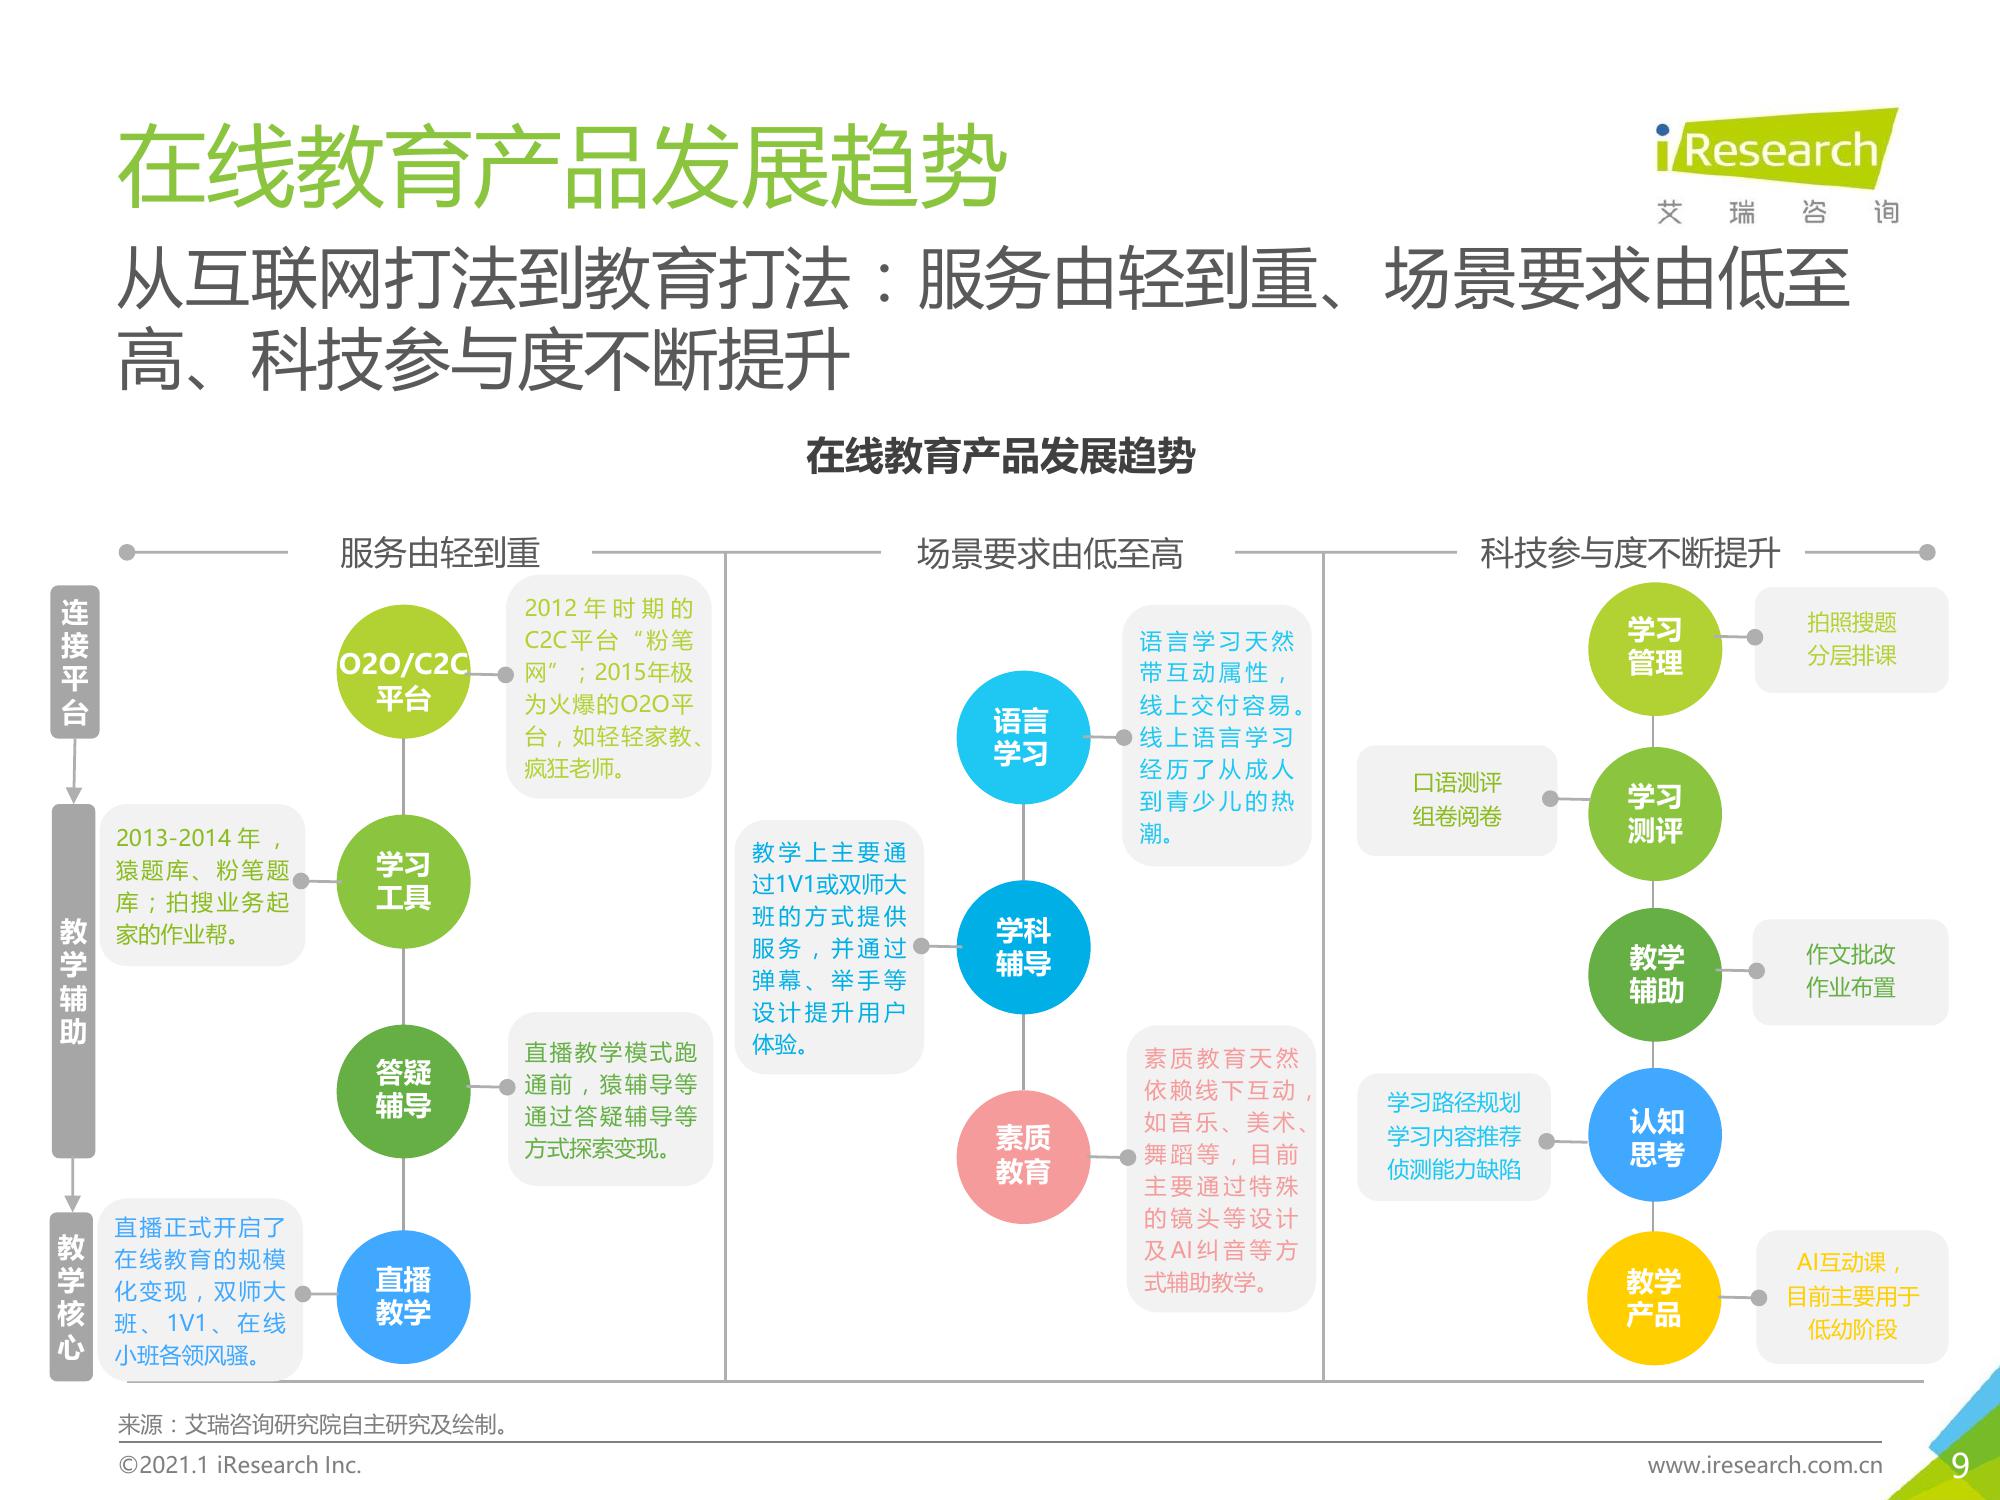 在线教育产品发展趋势
iResearch
艾瑞咨询
从互联网打法到教育打法：服务由轻到重、场景要求由低至
高、科技参与度不断提升
在线教育产品发展趋势
服务由轻到重
场景要求由低至高
科技参与度不断提升
连
接
平
台
教
学
辅
助
教
学
核
心
O2O/C2C
平台
2012年时期的
C2C平台“粉笔
网”；2015年极
为火爆的O2O平
台，如轻轻家教、
疯狂老师。
2013-2014年，
猿题库、粉笔题
库；拍搜业务起
家的作业帮。
学习
工具
答疑
辅导
直播教学模式跑
通前，猿辅导等
通过答疑辅导等
方式探索变现。
直播正式开启了
在线教育的规模
化变现，双师大
班、1V1、在线
小班各领风骚。
直播
教学
语言
学习
语言学习天然
带互动属性，
线上交付容易。
线上语言学习
经历了从成人
到青少儿的热
潮。
教学上主要通
过1V1或双师大
班的方式提供
服务，并通过
弹幕、举手等
设计提升用户
体验。
学科
辅导
素质
教育
素质教育天然
依赖线下互动，
如音乐、美术、
舞蹈等，目前
主要通过特殊
的镜头等设计
及AI纠音等方
式辅助教学。
学习
管理
拍照搜题
分层排课
口语测评
组卷阅卷
学习
测评
教学
辅助
作文批改
作业布置
学习路径规划
学习内容推荐
侦测能力缺陷
认知
思考
教学
产品
AI互动课，
目前主要用于
低幼阶段
来源：艾瑞咨询研究院自主研究及绘制。
©2021.1 iResearch Inc.
www.iresearch.com.cn
9